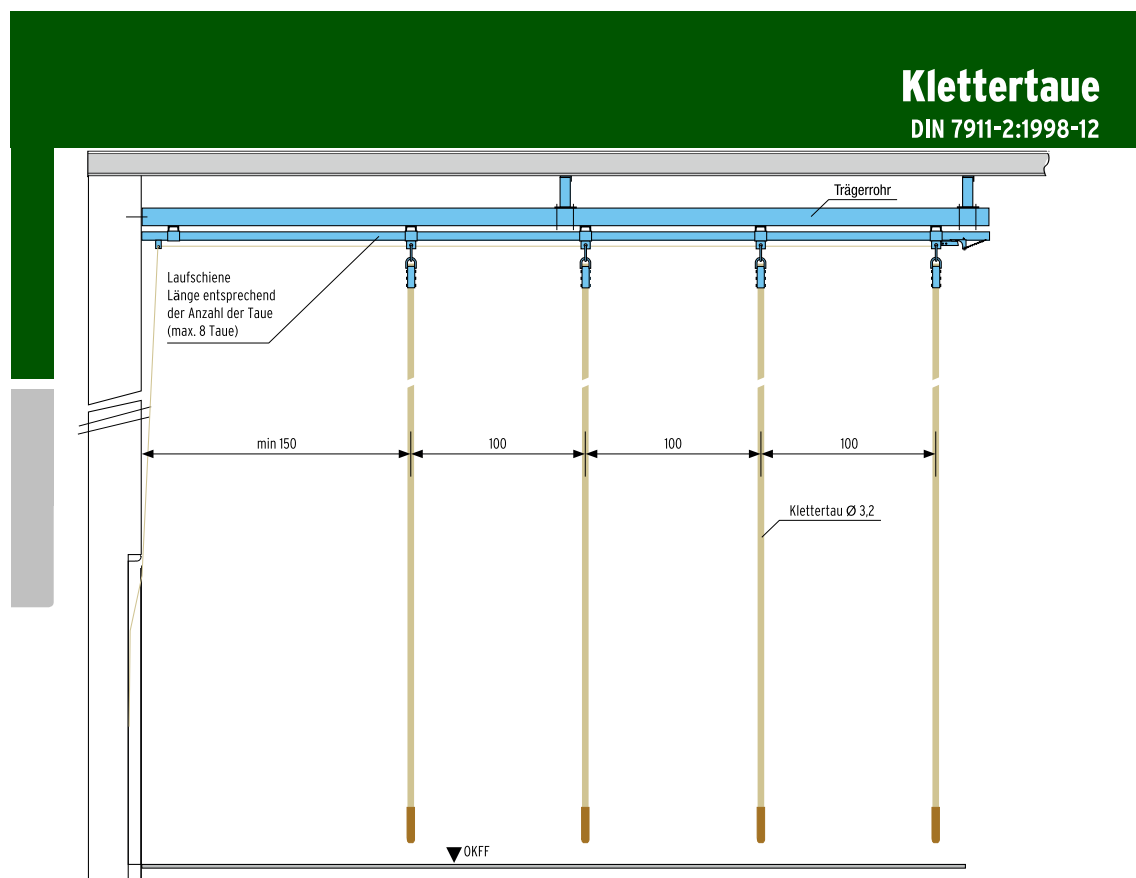 Klettertaue
DIN 7911-2:1998-12
Trägerrohr
Laufschiene
Länge entsprechend
der Anzahl der Taue
(max. 8 Taue)
min 150
100
100
100
Klettertau Ø 3,2
OKFF